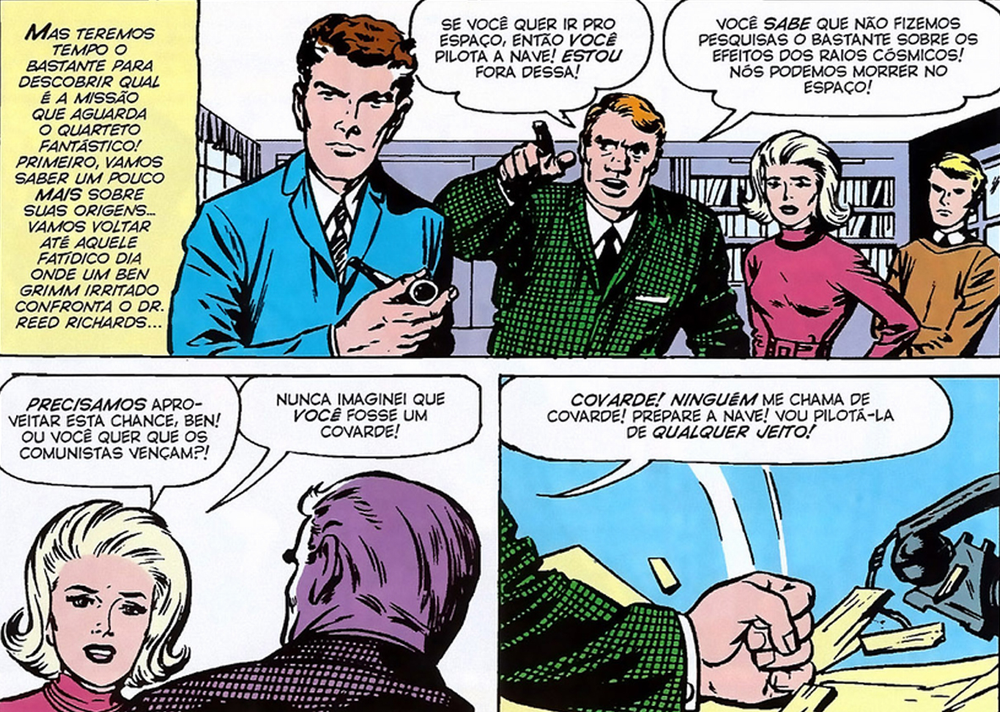 MAS TEREMOS
TEMPO O
BASTANTE PARA
DESCOBRIR QUAL
É A MISSÃO
QUE AGUARDA
O QUARTETO
FANTÁSTICO!
PRIMEIRO, VAMOS
SABER UM POUCO
MAIS SOBRE
SUAS ORIGENS...
VAMOS VOLTAR
ATÉ AQUELE
FATÍDICO DIA
ONDE UM BEN
GRIMM IRRITADO
CONFRONTA O DR.
REED RICHARDS...
SE VOCÊ QUER IR PRO
ESPAÇO, ENTÃO VOCÊ
PILOTA A NAVE! ESTOU
FORA DESSA!
VOCÊ SABE QUE NÃO FIZEMOS
PESQUISAS O BASTANTE SOBRE OS
EFEITOS DOS RAIOS CÓSMICOS!
NÓS PODEMOS MORRER NO
ESPAÇO!
PRECISAMOS APRO-
VEITAR ESTA CHANCE, BEN!
OU VOCÊ QUER QUE OS
COMUNISTAS VENÇAM?!
NUNCA IMAGINEI QUE
VOCÊ FOSSE UM
COVARDE!
COVARDE! NINGUÉM ME CHAMA DE
COVARDE! PREPARE A NAVE! VOU PILOTÁ-LA
DE QUALQUER JEITO!